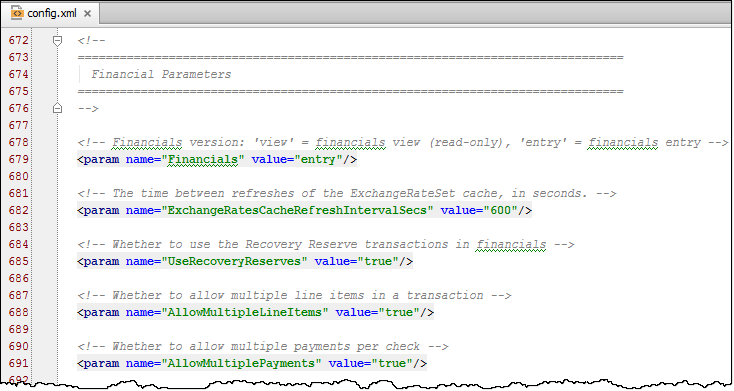 config.xml
672 <!--
673 ==============================================================================
674 Financial Parameters
675 ==============================================================================
676 -->
677
678 <!-- Financials version: 'view' = financials view (read-only), 'entry' = financials entry -->
679 <param name="Financials" value="entry"/>
680
681 <!-- The time between refreshes of the ExchangeRateSet cache, in seconds. -->
682 <param name="ExchangeRatesCacheRefreshIntervalSecs" value="600"/>
683
684 <!-- Whether to use the Recovery Reserve transactions in financials -->
685 <param name="UseRecoveryReserves" value="true"/>
686
687 <!-- Whether to allow multiple line items in a transaction -->
688 <param name="AllowMultipleLineItems" value="true"/>
689
690 <!-- Whether to allow multiple payments per check -->
691 <param name="AllowMultiplePayments" value="true"/>
692